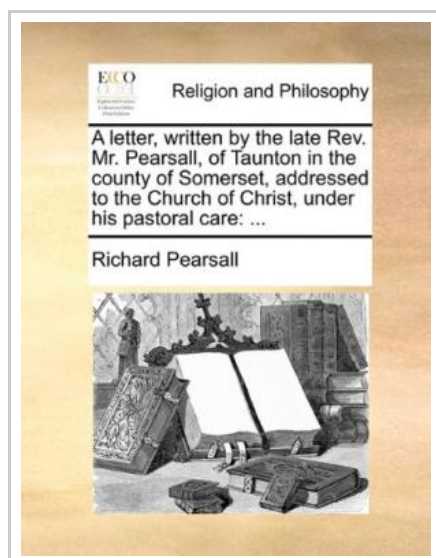 ECCO
Religion and Philosophy
A letter, written by the late Rev.
Mr. Pearsall, of Taunton in the
county of Somerset, addressed
to the Church of Christ, under
his pastoral care: ...
Richard Pearsall